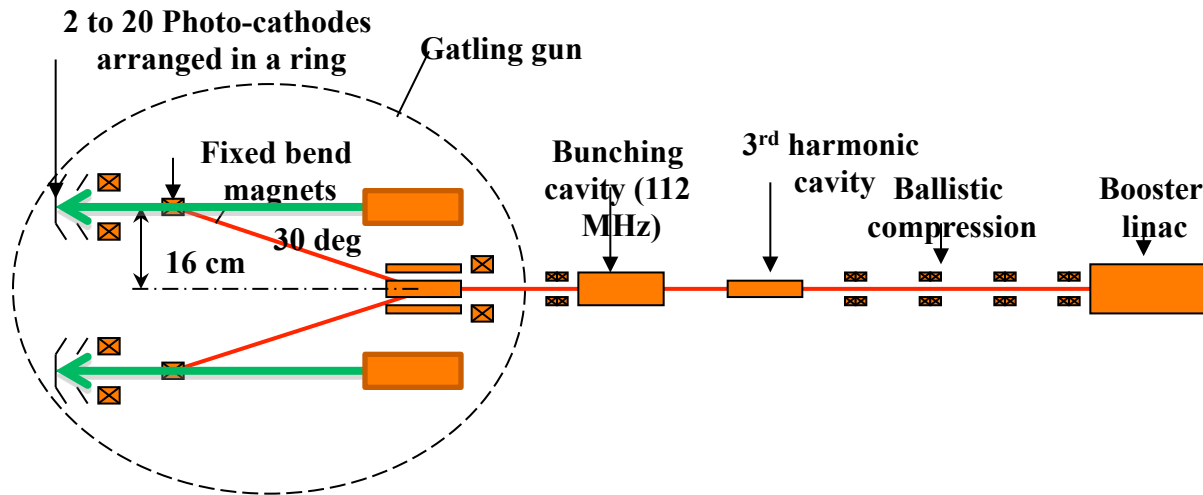 2 to 20 Photo-cathodes
arranged in a ring
Gatling gun
Fixed bend
magnets
30 deg
16 cm
Bunching
cavity (112
MHz)
3rd harmonic
cavity
Ballistic
compression
Booster
linac